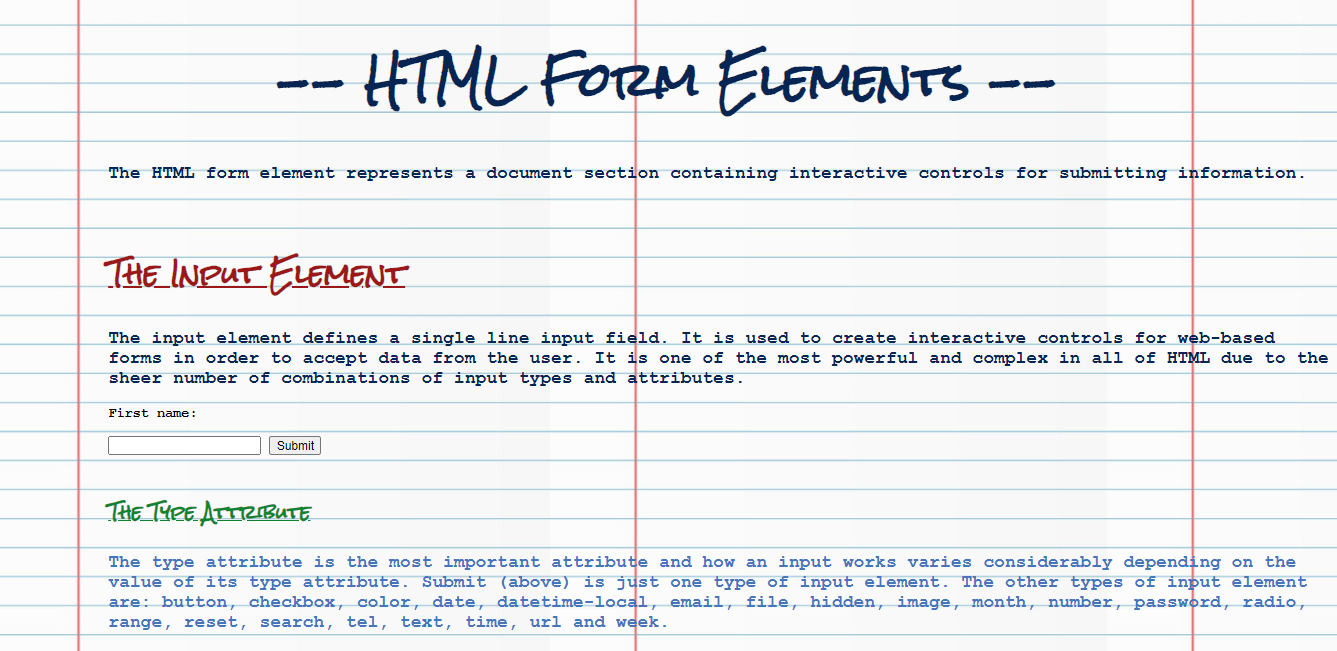 -- HTML Form Elements --
The HTML form element represents a document section containing interactive controls for submitting information.
The Input Element
The input element defines a single line input field. It is used to create interactive controls for web-based
forms in order to accept data from the user. It is one of the most powerful and complex in all of HTML due to the
sheer number of combinations of input types and attributes.
First name:
Submit
The Type Attribute
The type attribute is the most important attribute and how an input works varies considerably depending on the
value of its type attribute. Submit (above) is just one type of input element. The other types of input element
are: button, checkbox, color, date, datetime-local, email, file, hidden, image, month, number, password, radio,
range, reset, search, tel, text, time, url and week.